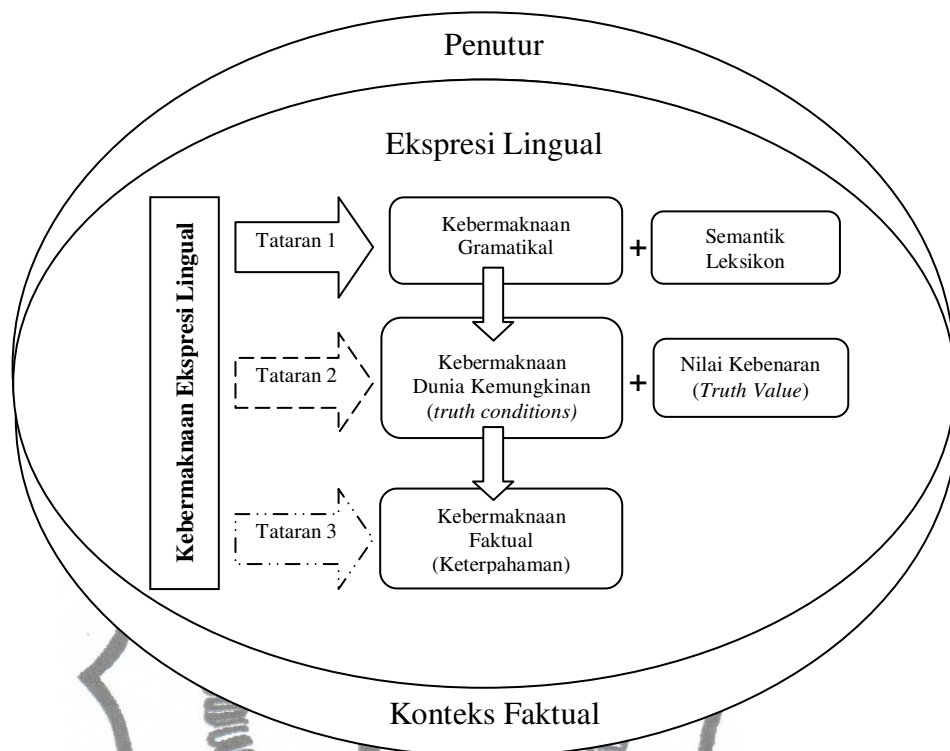 Penutur
Ekspresi Lingual
Kebermaknaan Ekspresi Lingual
Tataran 1
Kebermaknaan
Gramatikal
+
Semantik
Leksikon
Tataran 2
Kebermaknaan
Dunia Kemungkinan
(truth conditions)
+
Nilai Kebenaran
(Truth Value)
Tataran 3
Kebermaknaan
Faktual
(Keterpahaman)
Konteks Faktual